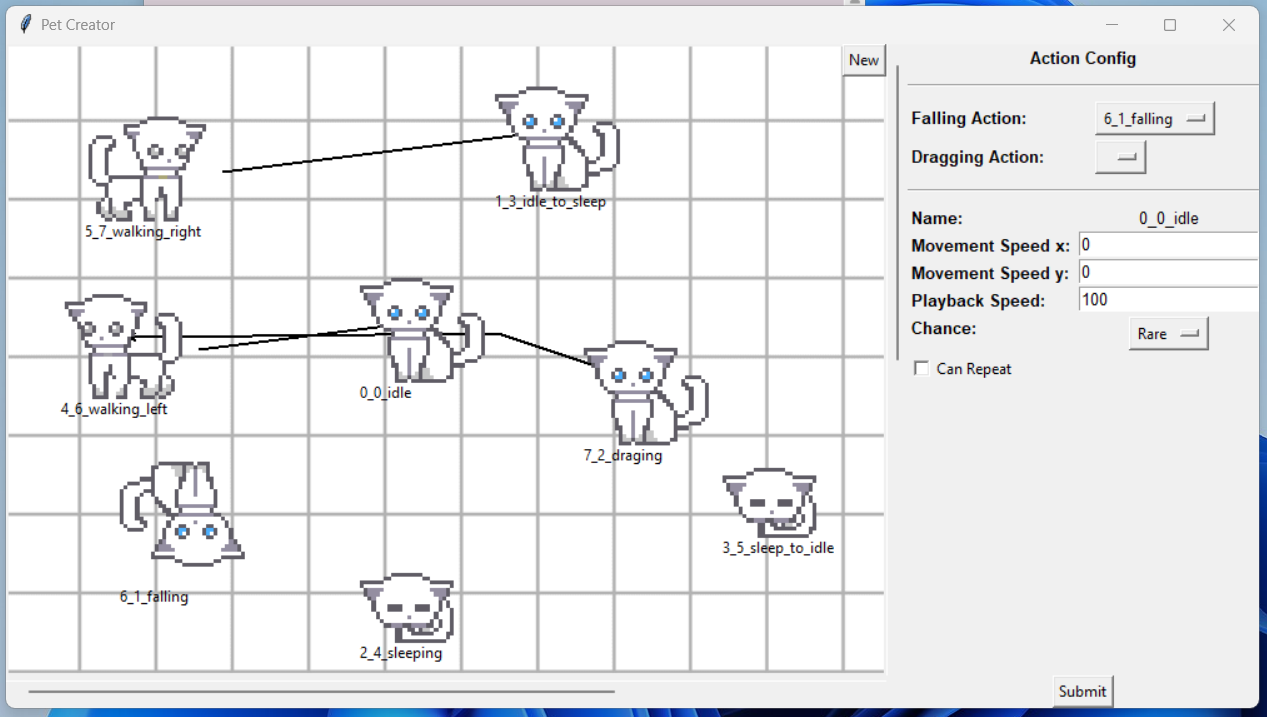 Pet Creator
New
5_7_walking_right
1_3_idle_to_sleep
4_6_walking_left
0_0_idle
7_2_draging
3_5_sleep_to_idle
6_1_falling
2_4_sleeping
Action Config
Falling Action: 6_1_falling
Dragging Action:
Name: 0_0_idle
Movement Speed x: 0
Movement Speed y: 0
Playback Speed: 100
Chance: Rare
Can Repeat
Submit